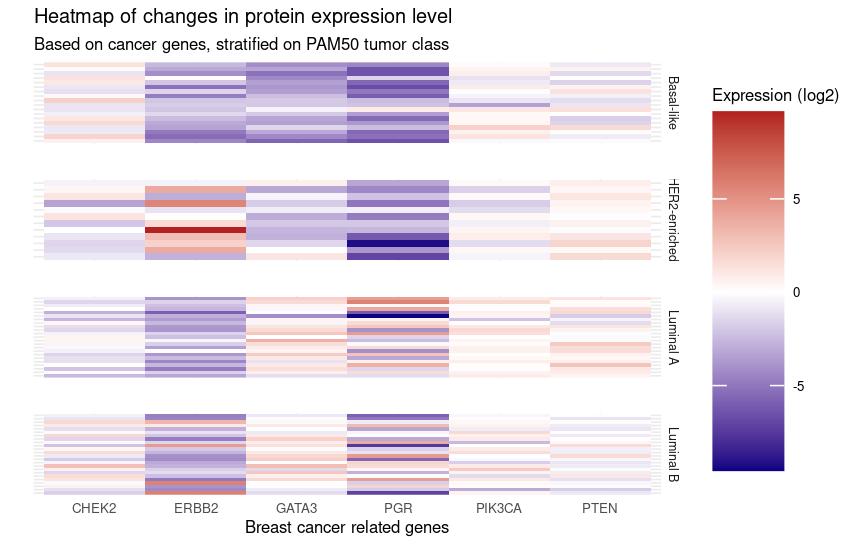 Heatmap of changes in protein expression level
Based on cancer genes, stratified on PAM50 tumor class
Basal-like
HER2-enriched
Luminal A
Luminal B
CHEK2 ERBB2 GATA3 PGR PIK3CA PTEN
Breast cancer related genes
Expression (log2)
5
0
-5